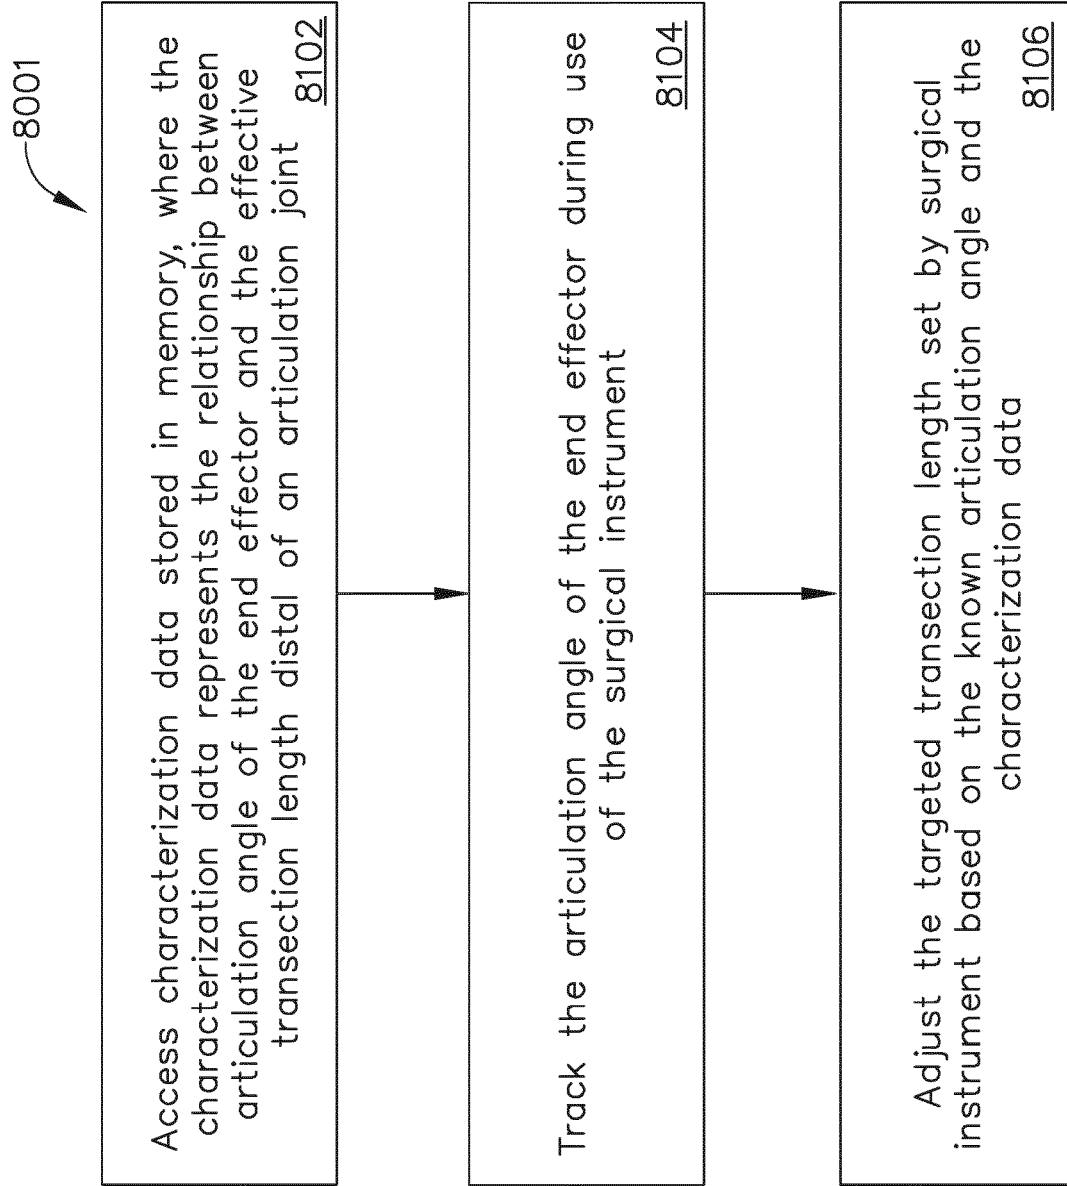 8001
Access characterization data stored in memory, where the
characterization data represents the relationship between
articulation angle of the end effector and the effective
transection length distal of an articulation joint
8102
Track the articulation angle of the end effector during use
of the surgical instrument
8104
Adjust the targeted transection length set by surgical
instrument based on the known articulation angle and the
characterization data
8106